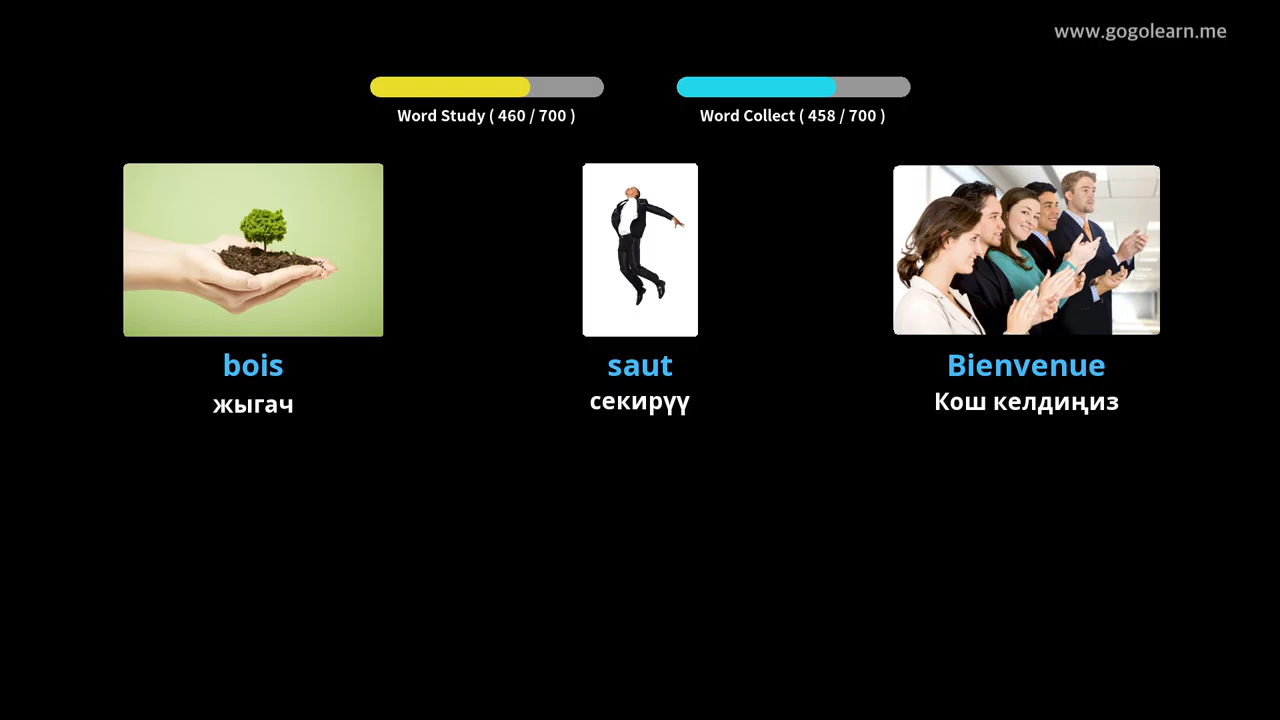 www.gogolearn.me
Word Study ( 460 / 700 )
Word Collect ( 458 / 700 )
bois
saut
Bienvenue
жыгач
секирүү
Кош келдиңиз